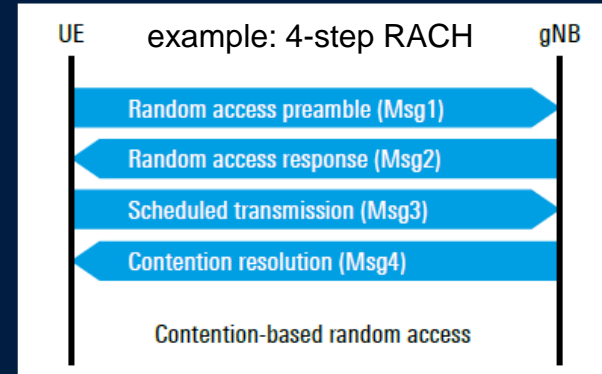 UE example: 4-step RACH gNB
Random access preamble (Msg1)
Random access response (Msg2)
Scheduled transmission (Msg3)
Contention resolution (Msg4)
Contention-based random access